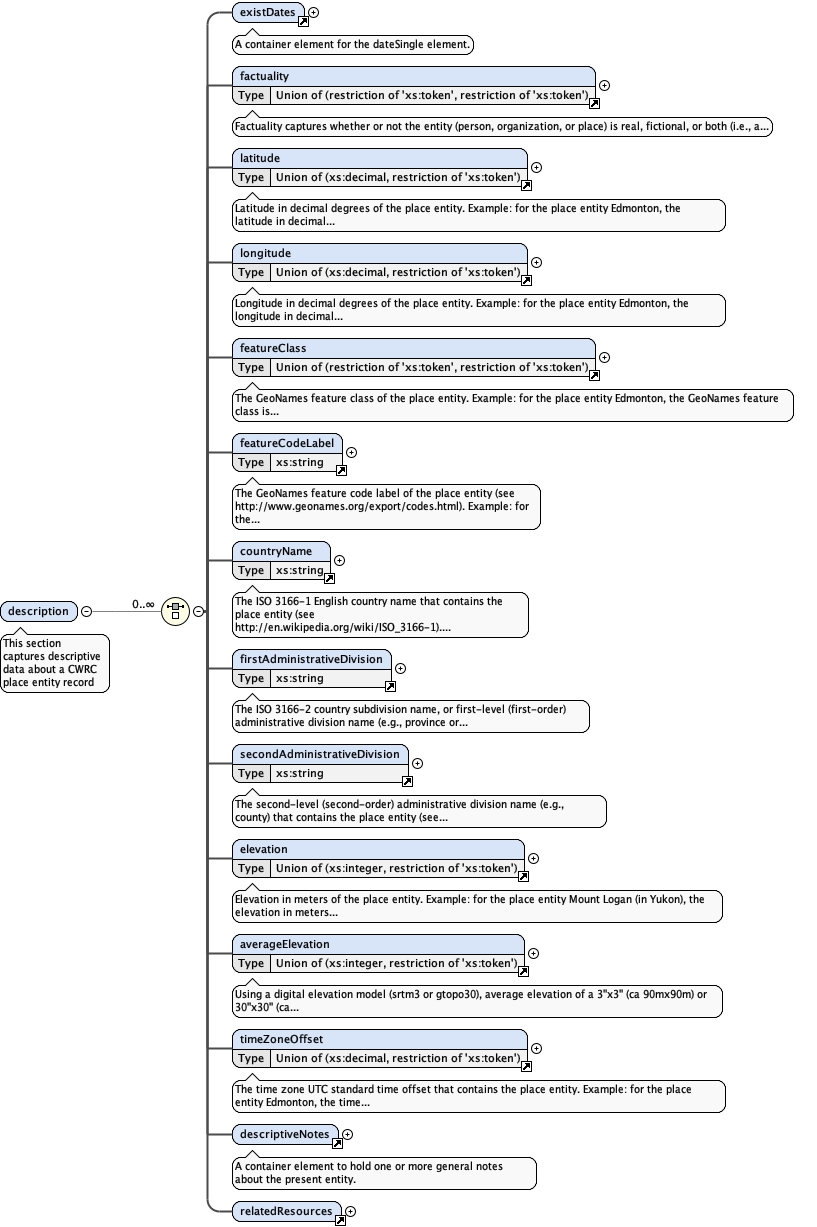 existDates
A container element for the dateSingle element.
factuality
Type Union of (restriction of 'xs:token', restriction of 'xs:token')
Factuality captures whether or not the entity (person, organization, or place) is real, fictional, or both (i.e., a...
latitude
Type Union of (xs:decimal, restriction of 'xs:token')
Latitude in decimal degrees of the place entity. Example: for the place entity Edmonton, the
latitude in decimal...
longitude
Type Union of (xs:decimal, restriction of 'xs:token')
Longitude in decimal degrees of the place entity. Example: for the place entity Edmonton, the
longitude in decimal...
featureClass
Type Union of (restriction of 'xs:token', restriction of 'xs:token')
The GeoNames feature class of the place entity. Example: for the place entity Edmonton, the GeoNames feature
class is...
featureCodeLabel
Type xs:string
The GeoNames feature code label of the place entity (see
http://www.geonames.org/export/codes.html). Example: for
the...
countryName
Type xs:string
The ISO 3166-1 English country name that contains the
place entity (see
http://en.wikipedia.org/wiki/ISO_3166-1)....
description
0..∞
This section
captures descriptive
data about a CWRC
place entity record
firstAdministrativeDivision
Type xs:string
The ISO 3166-2 country subdivision name, or first-level (first-order)
administrative division name (e.g., province or...
secondAdministrativeDivision
Type xs:string
The second-level (second-order) administrative division name (e.g.,
county) that contains the place entity (see...
elevation
Type Union of (xs:integer, restriction of 'xs:token')
Elevation in meters of the place entity. Example: for the place entity Mount Logan (in Yukon), the
elevation in meters...
averageElevation
Type Union of (xs:integer, restriction of 'xs:token')
Using a digital elevation model (srtm3 or gtopo30), average elevation of a 3"x3" (ca 90mx90m) or
30"x30" (ca...
timeZoneOffset
Type Union of (xs:decimal, restriction of 'xs:token')
The time zone UTC standard time offset that contains the place entity. Example: for the place
entity Edmonton, the time...
descriptiveNotes
A container element to hold one or more general notes
about the present entity.
relatedResources